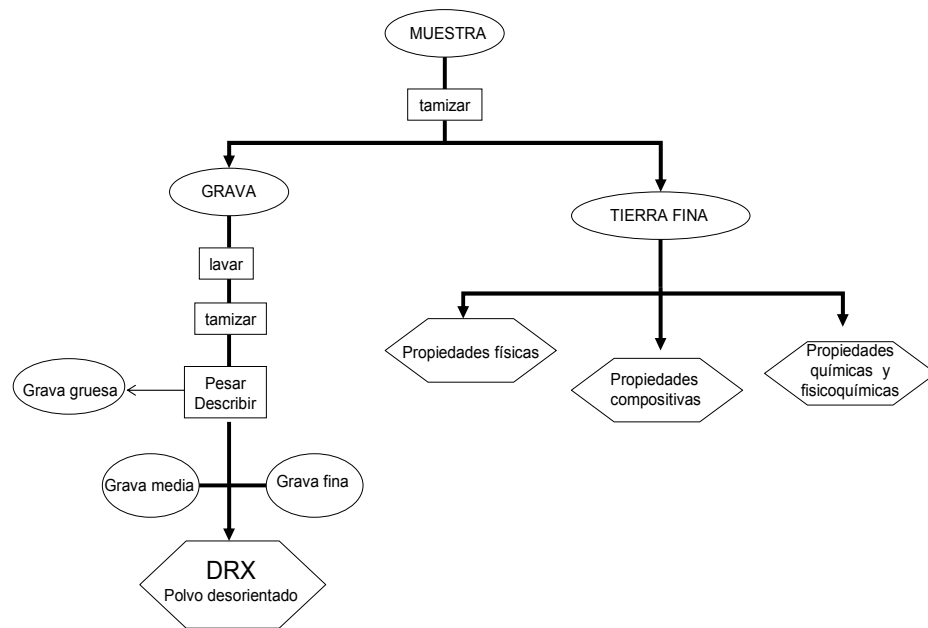 MUESTRA
tamizar
GRAVA
TIERRA FINA
lavar
tamizar
Propiedades físicas
Propiedades
compositivas
Propiedades
químicas y
fisicoquímicas
Grava gruesa
Pesar
Describir
Grava media
Grava fina
DRX
Polvo desorientado